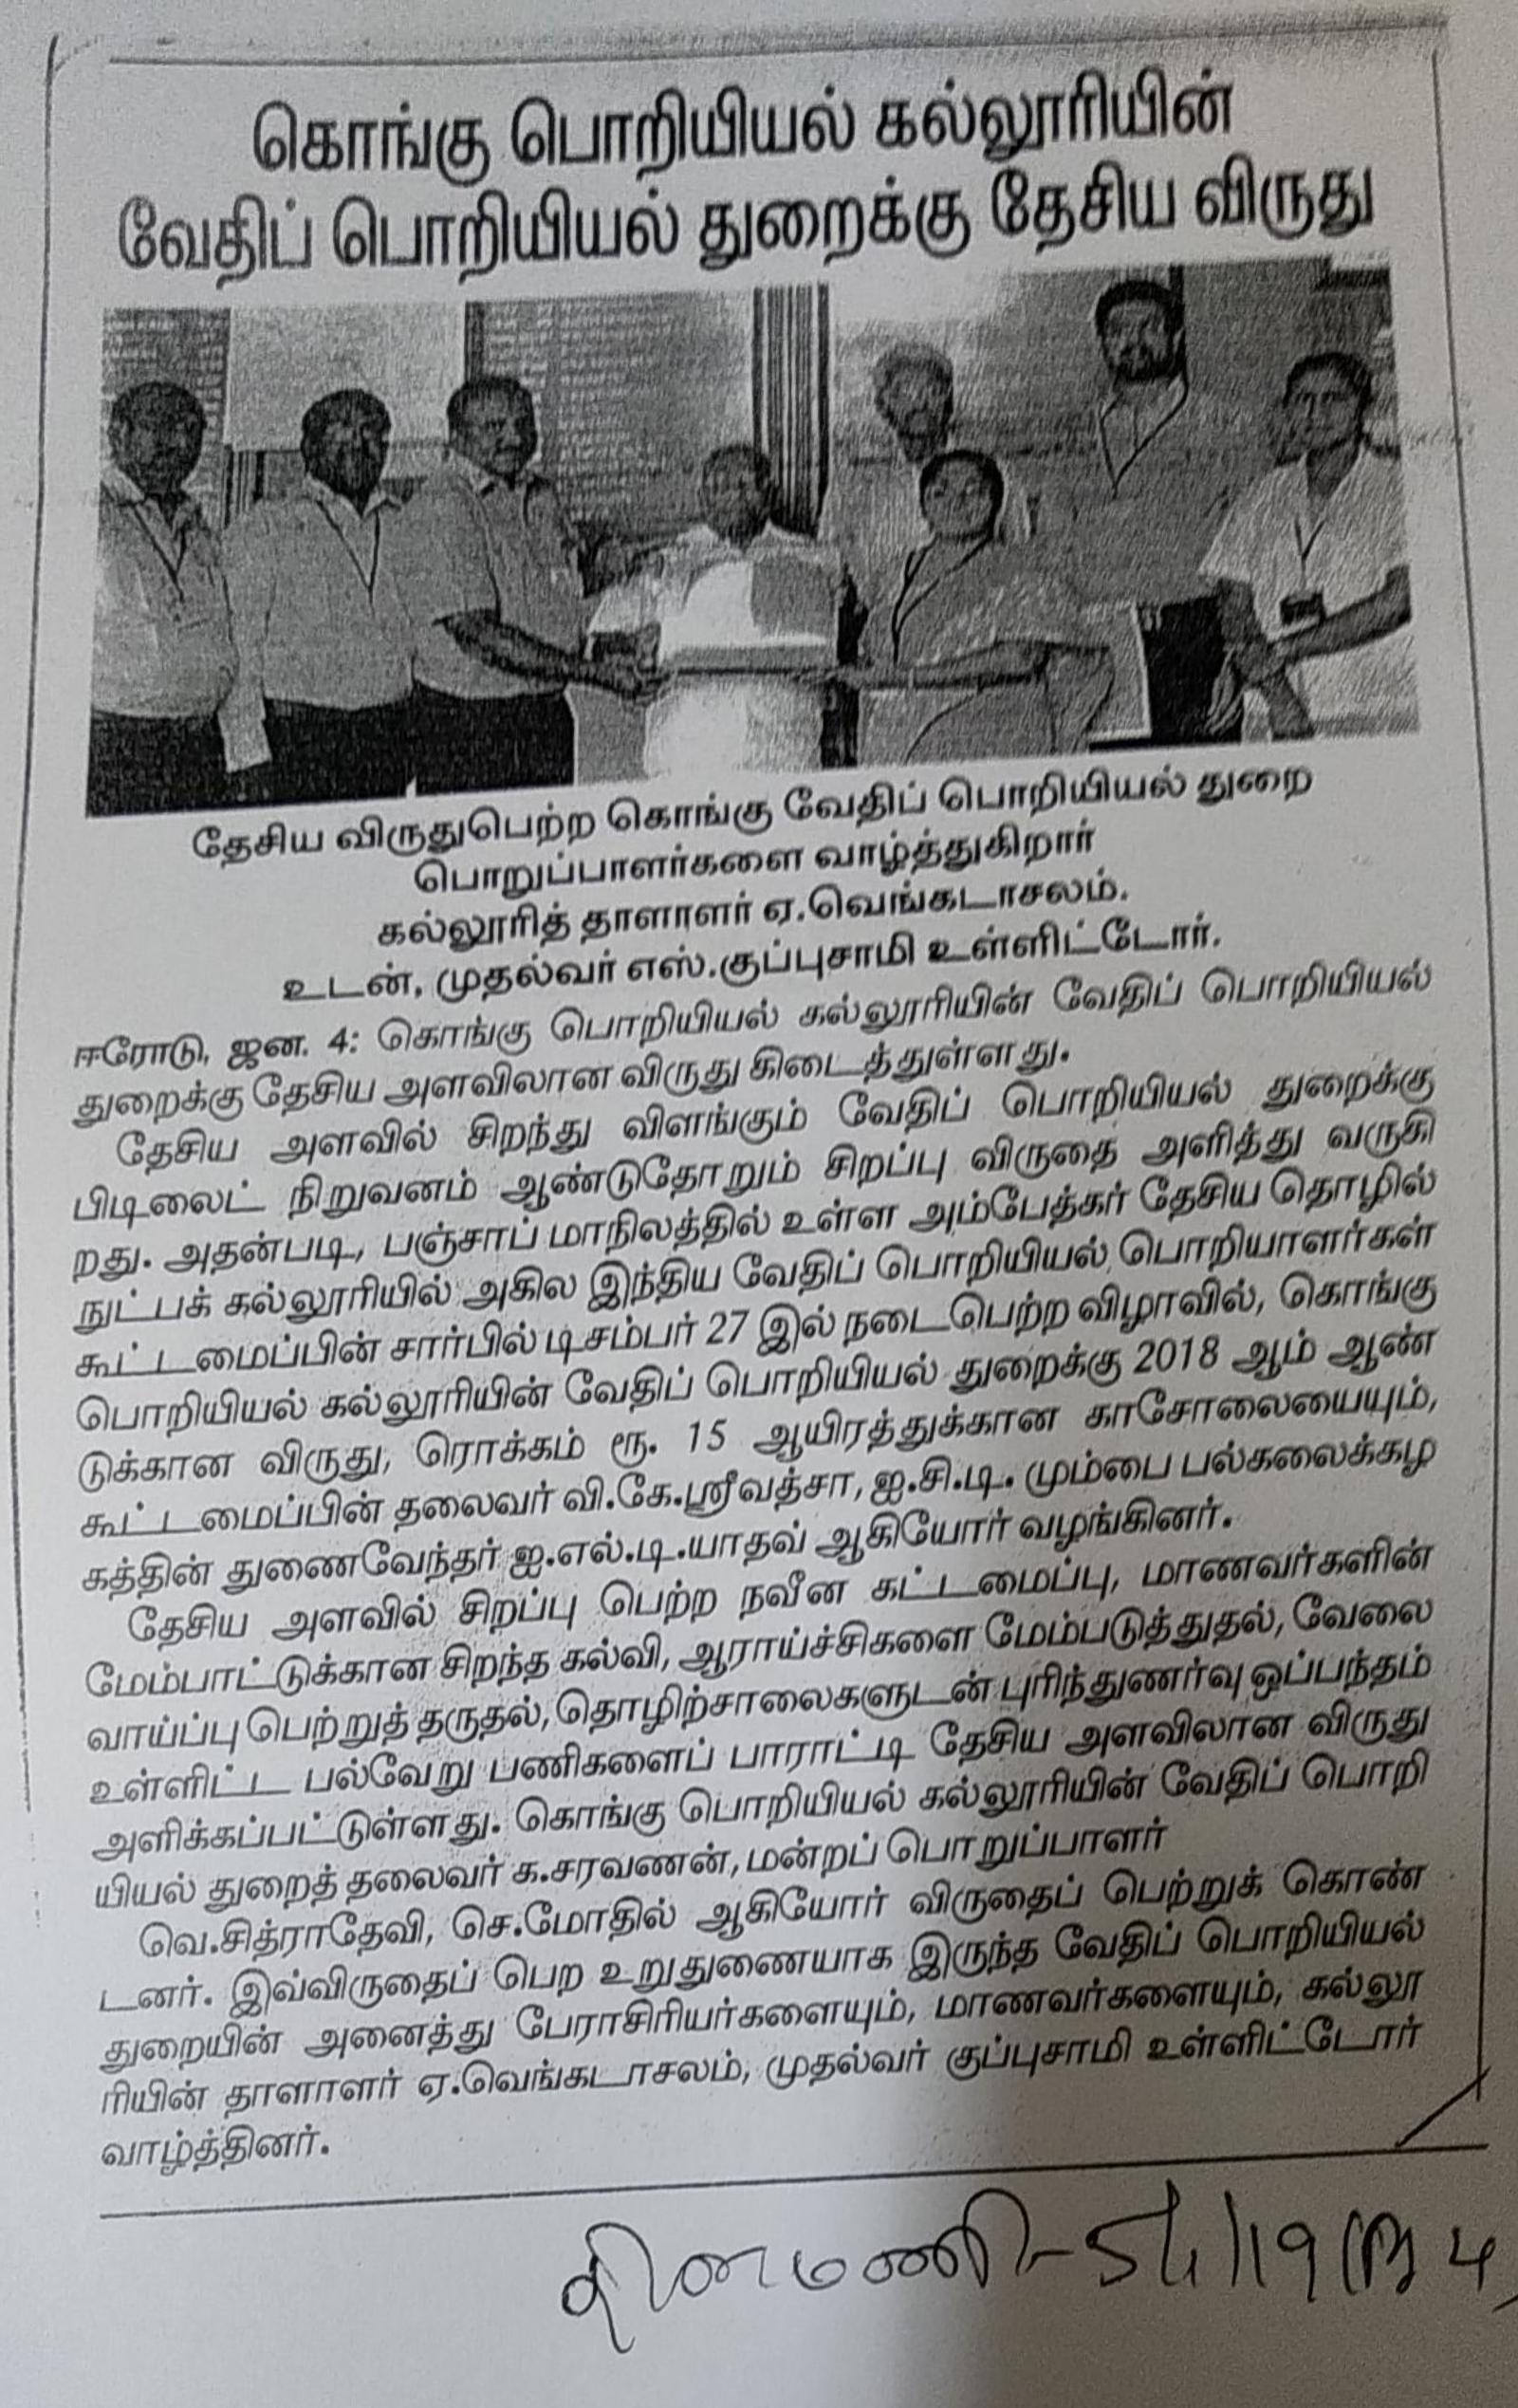 கொங்கு பொறியியல் கல்லூரியின்
வேதிப் பொறியியல் துறைக்கு தேசிய விருது
தேசிய விருதுபெற்ற கொங்கு வேதிப் பொறியியல் துறை
பொறுப்பாளர்களை வாழ்த்துகிறார்
கல்லூரித் தாளாளர் ஏ.வெங்கடாசலம்.
உடன், முதல்வர் எஸ்.குப்புசாமி உள்ளிட்டோர்.
ஈரோடு, ஜன. 4: கொங்கு பொறியியல் கல்லூரியின் வேதிப் பொறியியல்
துறைக்கு தேசிய அளவிலான விருது கிடைத்துள்ளது.
தேசிய அளவில் சிறந்து விளங்கும் வேதிப் பொறியியல் துறைக்கு
பிடிலைட் நிறுவனம் ஆண்டுதோறும் சிறப்பு விருதை அளித்து வருகி
றது. அதன்படி, பஞ்சாப் மாநிலத்தில் உள்ள அம்பேத்கர் தேசிய தொழில்
நுட்பக் கல்லூரியில் அகில இந்திய வேதிப் பொறியியல் பொறியாளர்கள்
கூட்டமைப்பின் சார்பில் டிசம்பர் 27 இல் நடைபெற்ற விழாவில், கொங்கு
பொறியியல் கல்லூரியின் வேதிப் பொறியியல் துறைக்கு 2018 ஆம் ஆண்
டுக்கான விருது, ரொக்கம் ரூ. 15 ஆயிரத்துக்கான காசோலையையும்,
கூட்டமைப்பின் தலைவர் வி.கே.ஸ்ரீவத்சா, ஐ.சி.டி. மும்பை பல்கலைக்கழ
கத்தின் துணைவேந்தர் ஐ.எல்.டி.யாதவ் ஆகியோர் வழங்கினர்.
தேசிய அளவில் சிறப்பு பெற்ற நவீன கட்டமைப்பு, மாணவர்களின்
மேம்பாட்டுக்கான சிறந்த கல்வி, ஆராய்ச்சிகளை மேம்படுத்துதல், வேலை
வாய்ப்பு பெற்றுத் தருதல், தொழிற்சாலைகளுடன் புரிந்துணர்வு ஒப்பந்தம்
உள்ளிட்ட பல்வேறு பணிகளைப் பாராட்டி தேசிய அளவிலான விருது
அளிக்கப்பட்டுள்ளது. கொங்கு பொறியியல் கல்லூரியின் வேதிப் பொறி
யியல் துறைத் தலைவர் க.சரவணன், மன்றப் பொறுப்பாளர்
வெ.சித்ராதேவி, செ.மோதில் ஆகியோர் விருதைப் பெற்றுக் கொண்
டனர். இவ்விருதைப் பெற உறுதுணையாக இருந்த வேதிப் பொறியியல்
துறையின் அனைத்து பேராசிரியர்களையும், மாணவர்களையும், கல்லூ
ரியின் தாளாளர் ஏ.வெங்கடாசலம், முதல்வர் குப்புசாமி உள்ளிட்டோர்
வாழ்த்தினர்.
தினமணி - 5/1/19